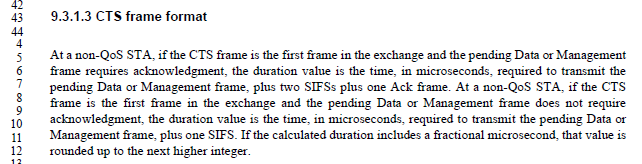 42
43 9.3.1.3 CTS frame format
44
4
5 At a non-QoS STA, if the CTS frame is the first frame in the exchange and the pending Data or Management
6 frame requires acknowledgment, the duration value is the time, in microseconds, required to transmit the
7 pending Data or Management frame, plus two SIFSs plus one Ack frame. At a non-QoS STA, if the CTS
8 frame is the first frame in the exchange and the pending Data or Management frame does not require
9 acknowledgment, the duration value is the time, in microseconds, required to transmit the pending Data or
10
11 Management frame, plus one SIFS. If the calculated duration includes a fractional microsecond, that value is
12 rounded up to the next higher integer.
13